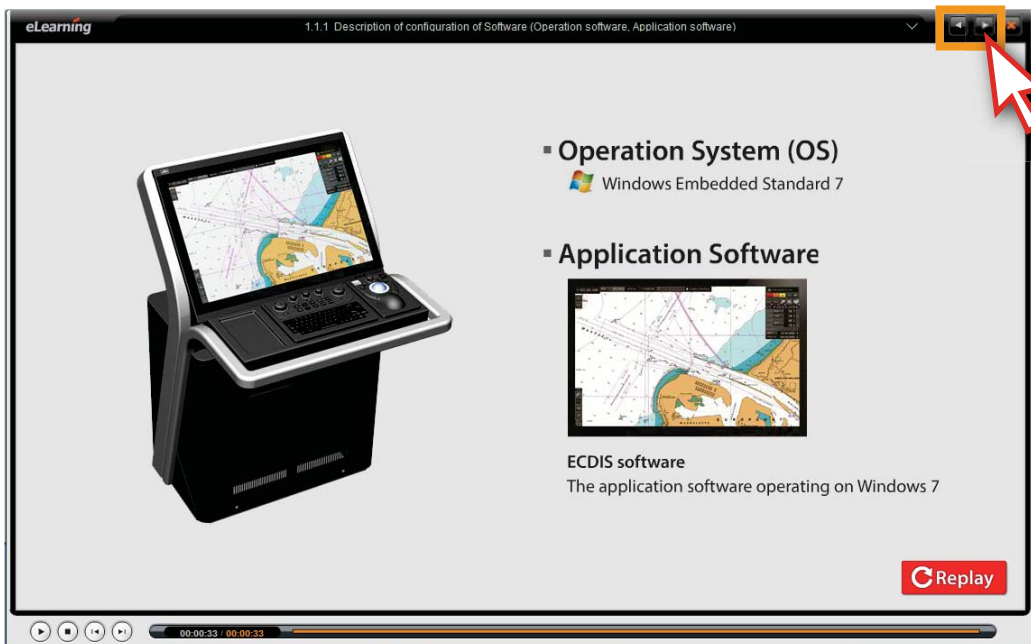 eLearning
1.1.1 Description of configuration of Software (Operation software, Application software)
Operation System (OS)
Windows Embedded Standard 7
Application Software
ECDIS software
The application software operating on Windows 7
Replay
00:00:33 / 00:00:33